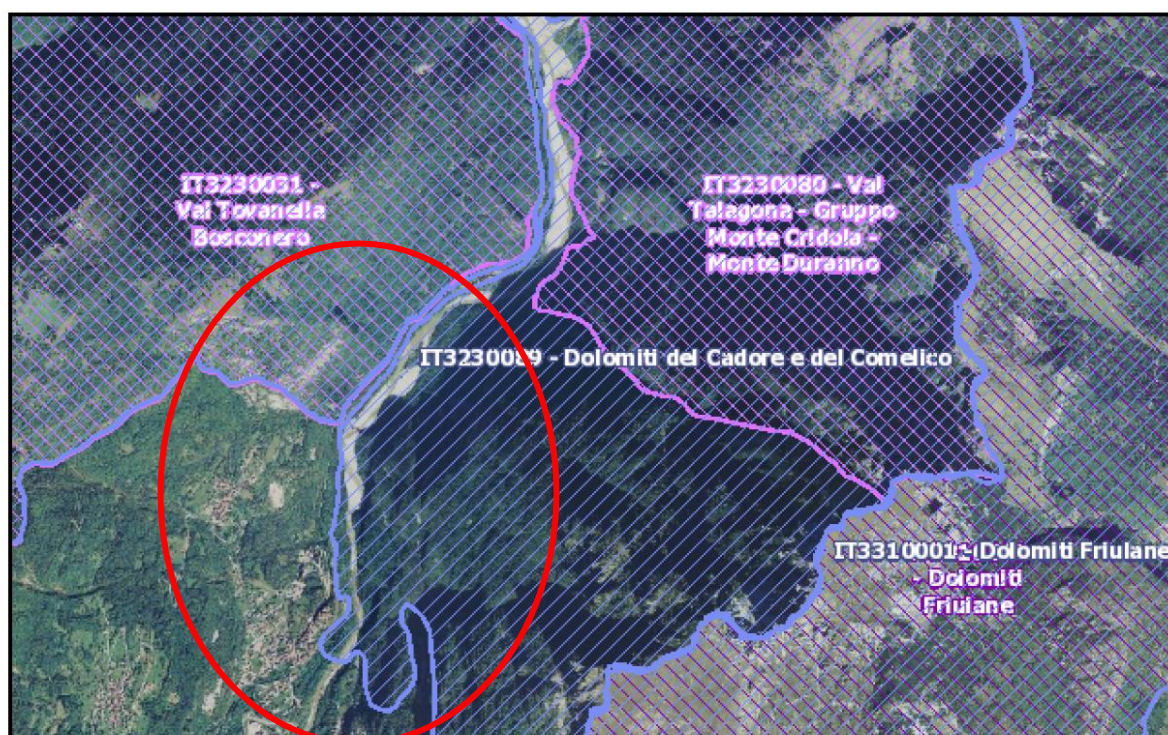 IT3230031 -
Val Tovanella
Bosconero
IT3230080 - Val
Talagona - Gruppo
Monte Cridola -
Monte Duranno
IT3230089 - Dolomiti del Cadore e del Comelico
(Dolomiti Friulane
- Dolomiti
Friulane